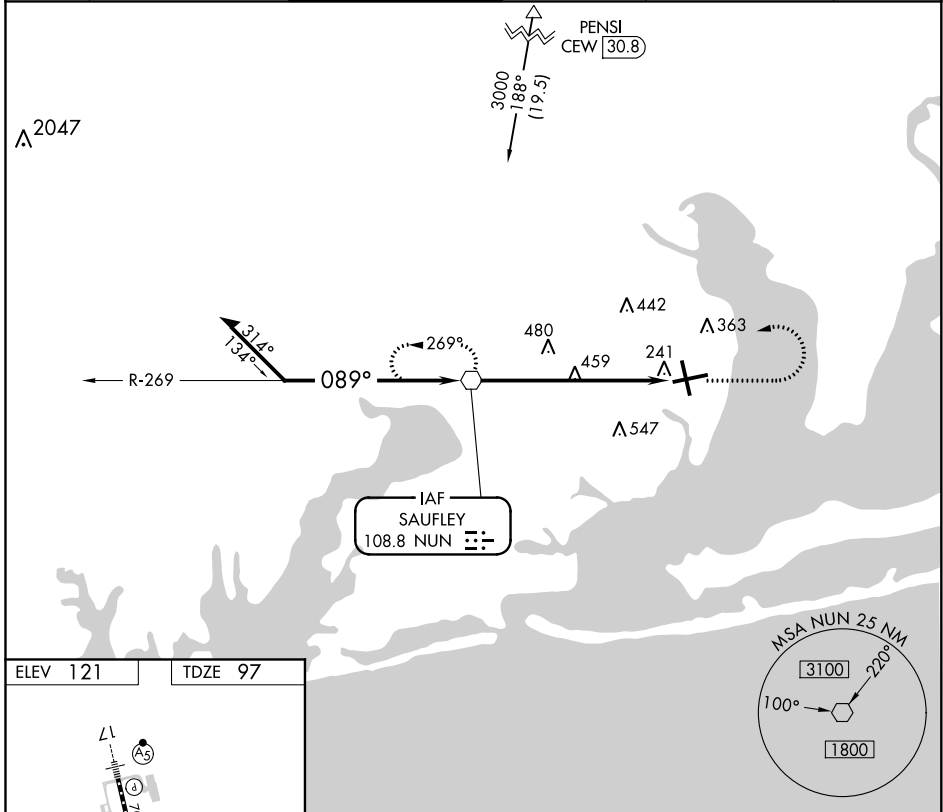 PENSI
CEW 30.8
3000
188°
(19.5)
2047
442
363
480
459
241
314°
134°
269°
R-269
089°
547
IAF
SAUFLEY
108.8 NUN
MSA NUN 25 NM
3100
220°
100°
1800
ELEV 121
TDZE 97
17
A5
P